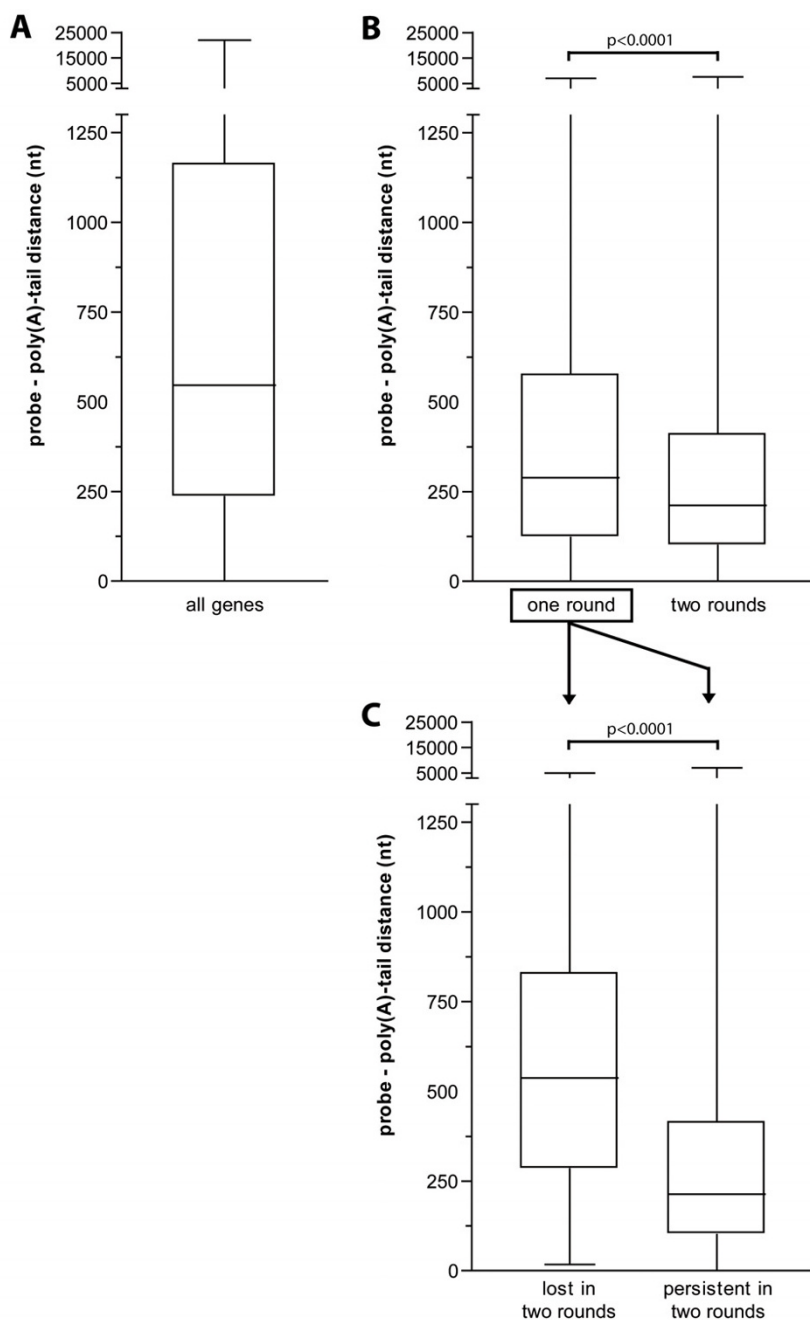 A
25000
15000
5000
1250
1000
750
500
250
0
probe - poly(A)-tail distance (nt)
all genes
B
25000
15000
5000
p<0.0001
1250
1000
750
500
250
0
probe - poly(A)-tail distance (nt)
one round
two rounds
C
25000
15000
5000
p<0.0001
1250
1000
750
500
250
0
probe - poly(A)-tail distance (nt)
lost in
two rounds
persistent in
two rounds